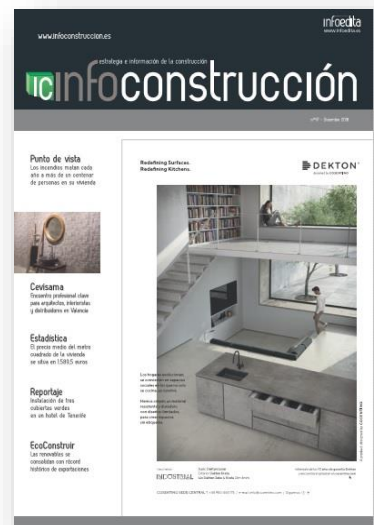 infoedita
www.infoedita.es
www.infoconstruccion.es
estrategia e información de la construcción
IC infoconstrucción
Punto de vista
Los incendios matan cada
año a más de un centenar
de personas en su vivienda
Cevisama
Encuentro profesional clave
para arquitectos, interioristas
y distribuidores en Valencia
Estadística
El precio medio del metro
cuadrado de la vivienda
se sitúa en 1.589,5 euros
Reportaje
Instalación de tres
cubiertas verdes
en un hotel de Tenerife
EcoConstruir
Las renovables se
consolidan con récord
histórico de exportaciones
Redefining Surfaces.
Redefining Kitchens.
DEKTON
INDUSTRIAL